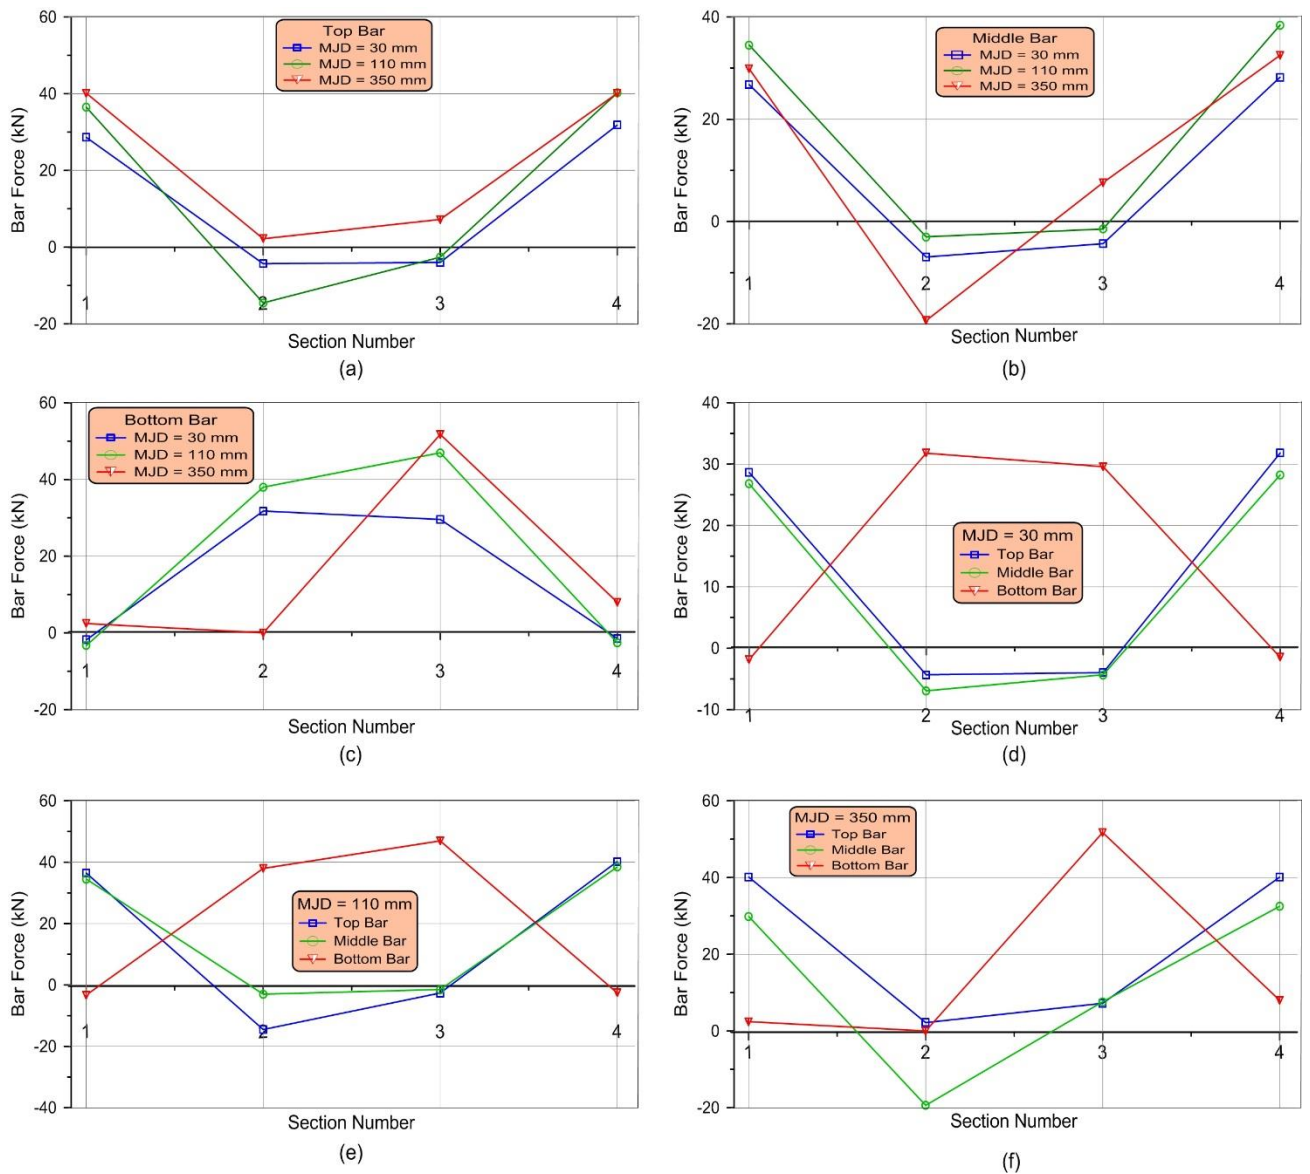 Top Bar
MJD = 30 mm
MJD = 110 mm
MJD = 350 mm
60
40
20
0
-20
Bar Force (kN)
1
2
3
4
Section Number
(a)
Middle Bar
MJD = 30 mm
MJD = 110 mm
MJD = 350 mm
40
20
0
-20
Bar Force (kN)
1
2
3
4
Section Number
(b)
Bottom Bar
MJD = 30 mm
MJD = 110 mm
MJD = 350 mm
60
40
20
0
-20
Bar Force (kN)
1
2
3
4
Section Number
(c)
MJD = 30 mm
Top Bar
Middle Bar
Bottom Bar
40
30
20
10
0
-10
Bar Force (kN)
1
2
3
4
Section Number
(d)
MJD = 110 mm
Top Bar
Middle Bar
Bottom Bar
60
40
20
0
-20
-40
Bar Force (kN)
1
2
3
4
Section Number
(e)
MJD = 350 mm
Top Bar
Middle Bar
Bottom Bar
60
40
20
0
-20
Bar Force (kN)
1
2
3
4
Section Number
(f)